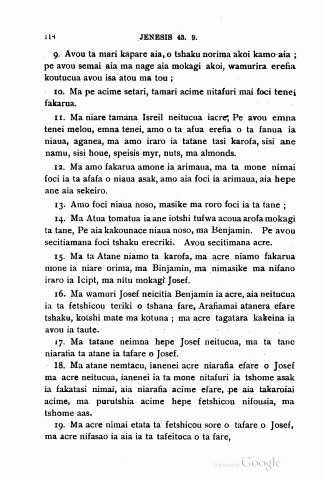 114 JENESIS 43. 9.
9. Avou ta mari kapare aia, o tshaku norima akoi kamo aia ;
pe avou semai aia ma nage aia mokagi akoi, wamurira erefia
koutucua avou isa atou ma tou ;
10. Ma pe acime setari, tamari acime nitafuri mai foci tenei
fakarua.
11. Ma niare tamana Isreil neitucua iacre, Pe avou emna
tenei melou, emna tenei, amo o ta afua erefia o ta fanua ia
niaua, aganea, ma amo iraro ia tatane tasi karofa, sisi ane
namu, sisi houe, speisis myr, nuts, ma almonds.
12. Ma amo fakarua amone ia arimaua, ma ta mone nimai
foci ia ta afafa o niaua asak, amo aia foci ia arimaua, aia hepe
ane aia sekeiro.
13. Amo foci niaua noso, masike ma roro foci ia ta tane ;
14. Ma Atua tomatua ia ane iotshi tufwa acoua arofa mokagi
ta tane, Pe aia kakounace niaua noso, ma Benjamin. Pe avou
secitiamana foci tshaku erecriki. Avou secitimana acre.
15. Ma ta Atane niamo ta karofa, ma acre niamo fakarua
mone ia niare orima, ma Binjamin, ma nimasike ma nifano
iraro ia Icipt, ma nitu mokagi Josef.
16. Ma wamuri Josef neicitia Benjamin ia acre, aia neitucua
ia ta fetshicou teriki o tshana fare, Arafiamai atanera efare
tshaku, koishi mate ma kotuna ; ma acre tagatara kakeina ia
avou ia taute.
17. Ma tatane neimna hepe Josef neitucua, ma ta tane
niarafia ta atane ia tafare o Josef.
18. Ma atane nemtacu, ianenei acre niarafia efare o Josef
ma acre neitucua, ianenei ia ta mone nitafuri ia tshome asak
ia fakatasi nimai, aia niarafia acime efare, pe aia takaroiai
acime, ma purutshia acime hepe fetshicou nifousia, ma
tshome aas.
19. Ma acre nimai etata ta fetshicou sore o tafare o Josef,
ma acre nifasao ia aia ia ta tafeitoca o ta fare,
Digitized by Google